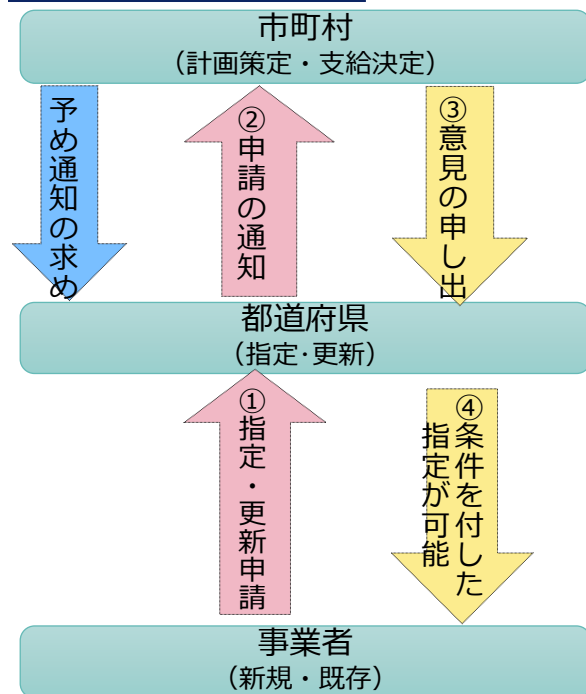 市町村
（計画策定・支給決定）
予め通知の求め
②申請の通知
③意見の申し出
都道府県
（指定･更新）
①指定・更新申請
④条件を付した
指定が可能
事業者
（新規・既存）